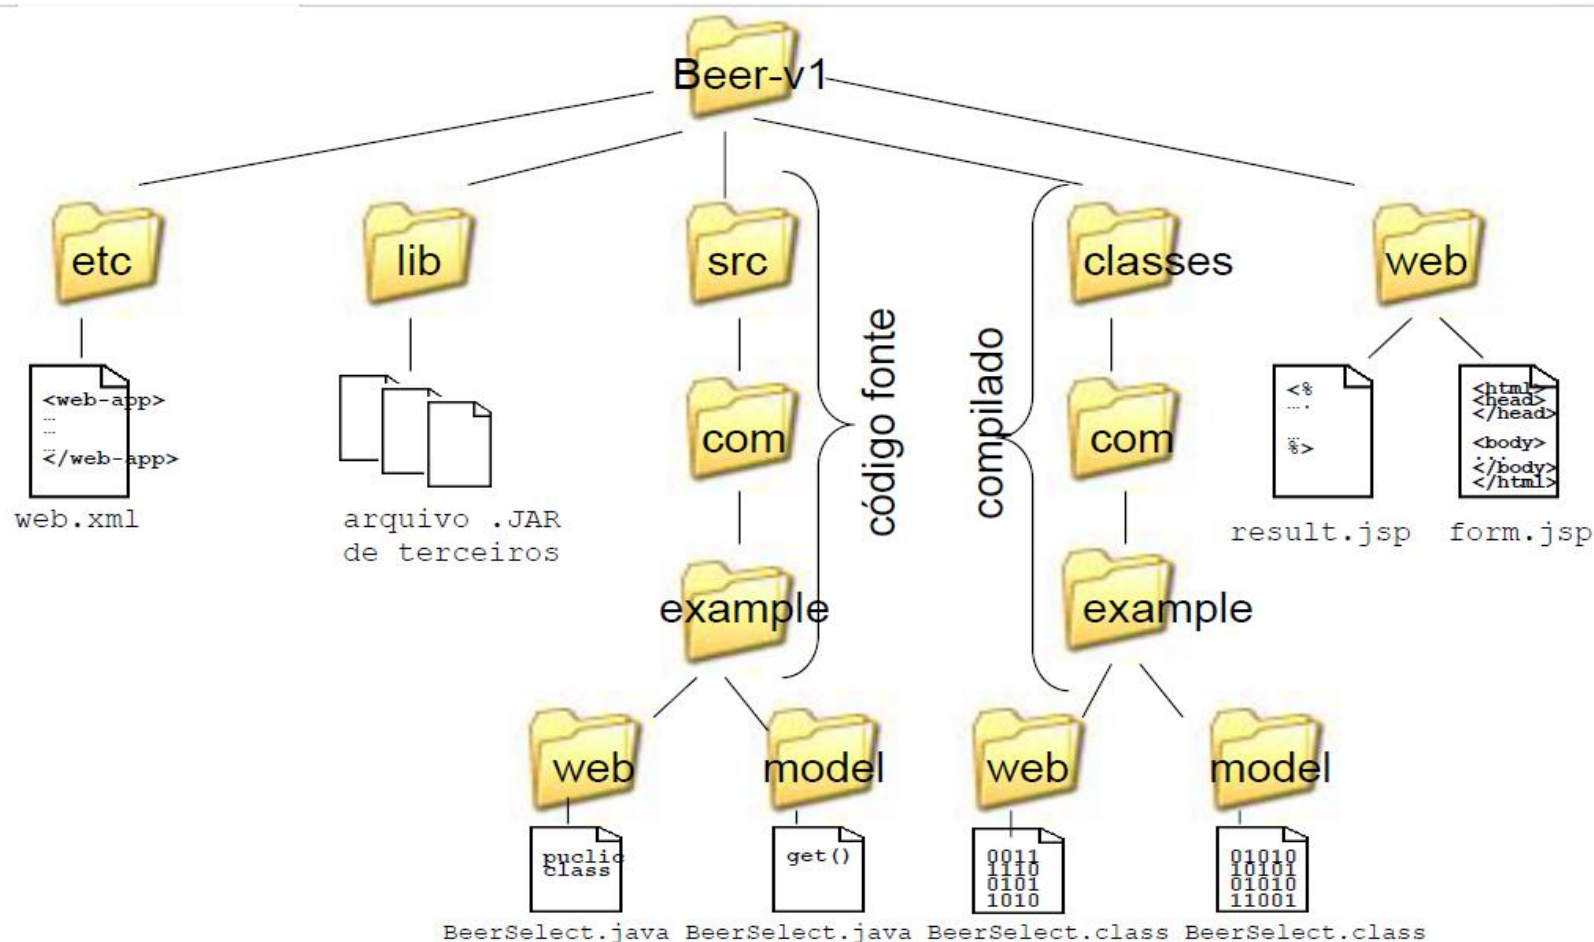 Beer-v1
etc
lib
src
classes
web
<web-app>
...
...
...
</web-app>
web.xml
arquivo .JAR
de terceiros
com
código fonte
compilado
com
<%
....
...
%>
result.jsp
<html>
<head>
</head>
<body>
...
</body>
</html>
form.jsp
example
example
web
model
web
model
puclic
class
get()
0011
1110
0101
1010
01010
10101
01010
11001
BeerSelect.java
BeerSelect.java
BeerSelect.class
BeerSelect.class